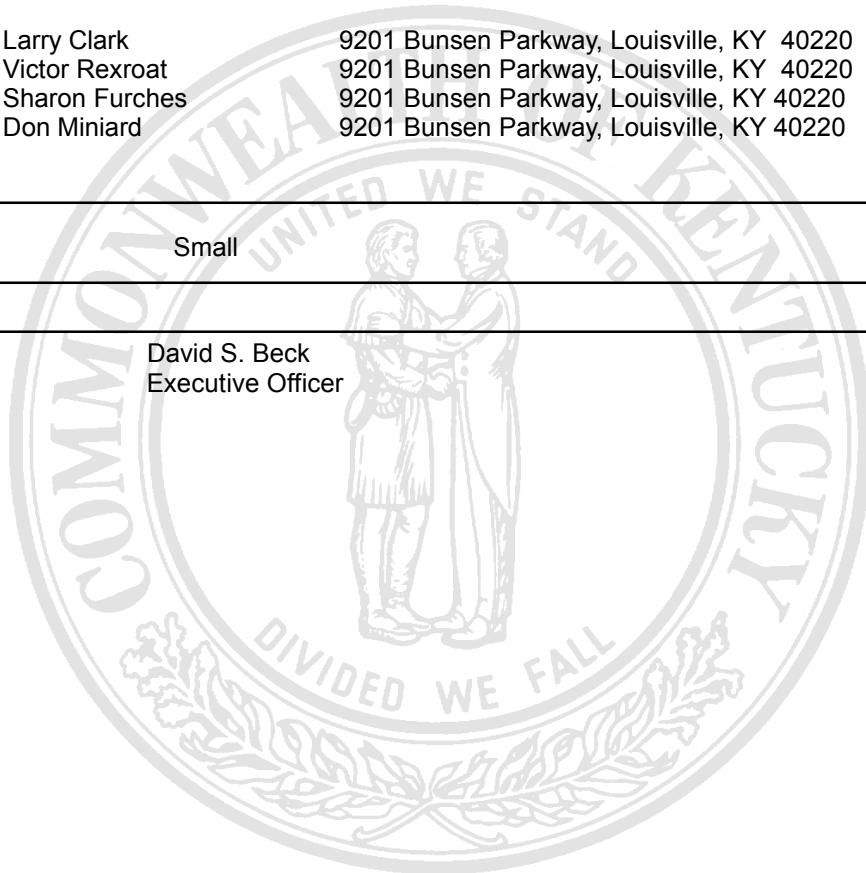 Larry Clark 9201 Bunsen Parkway, Louisville, KY 40220
Victor Rexroat 9201 Bunsen Parkway, Louisville, KY 40220
Sharon Furches 9201 Bunsen Parkway, Louisville, KY 40220
Don Miniard 9201 Bunsen Parkway, Louisville, KY 40220
COMMONWEALTH OF KENTUCKY
UNITED WE STAND
Small
David S. Beck
Executive Officer
DIVIDED WE FALL